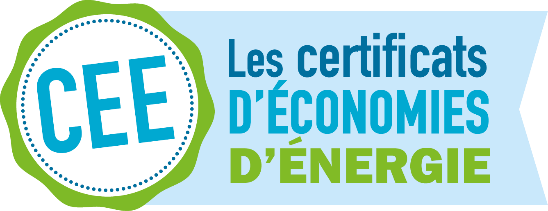 CEE
Les certificats
D'ÉCONOMIES
D'ÉNERGIE